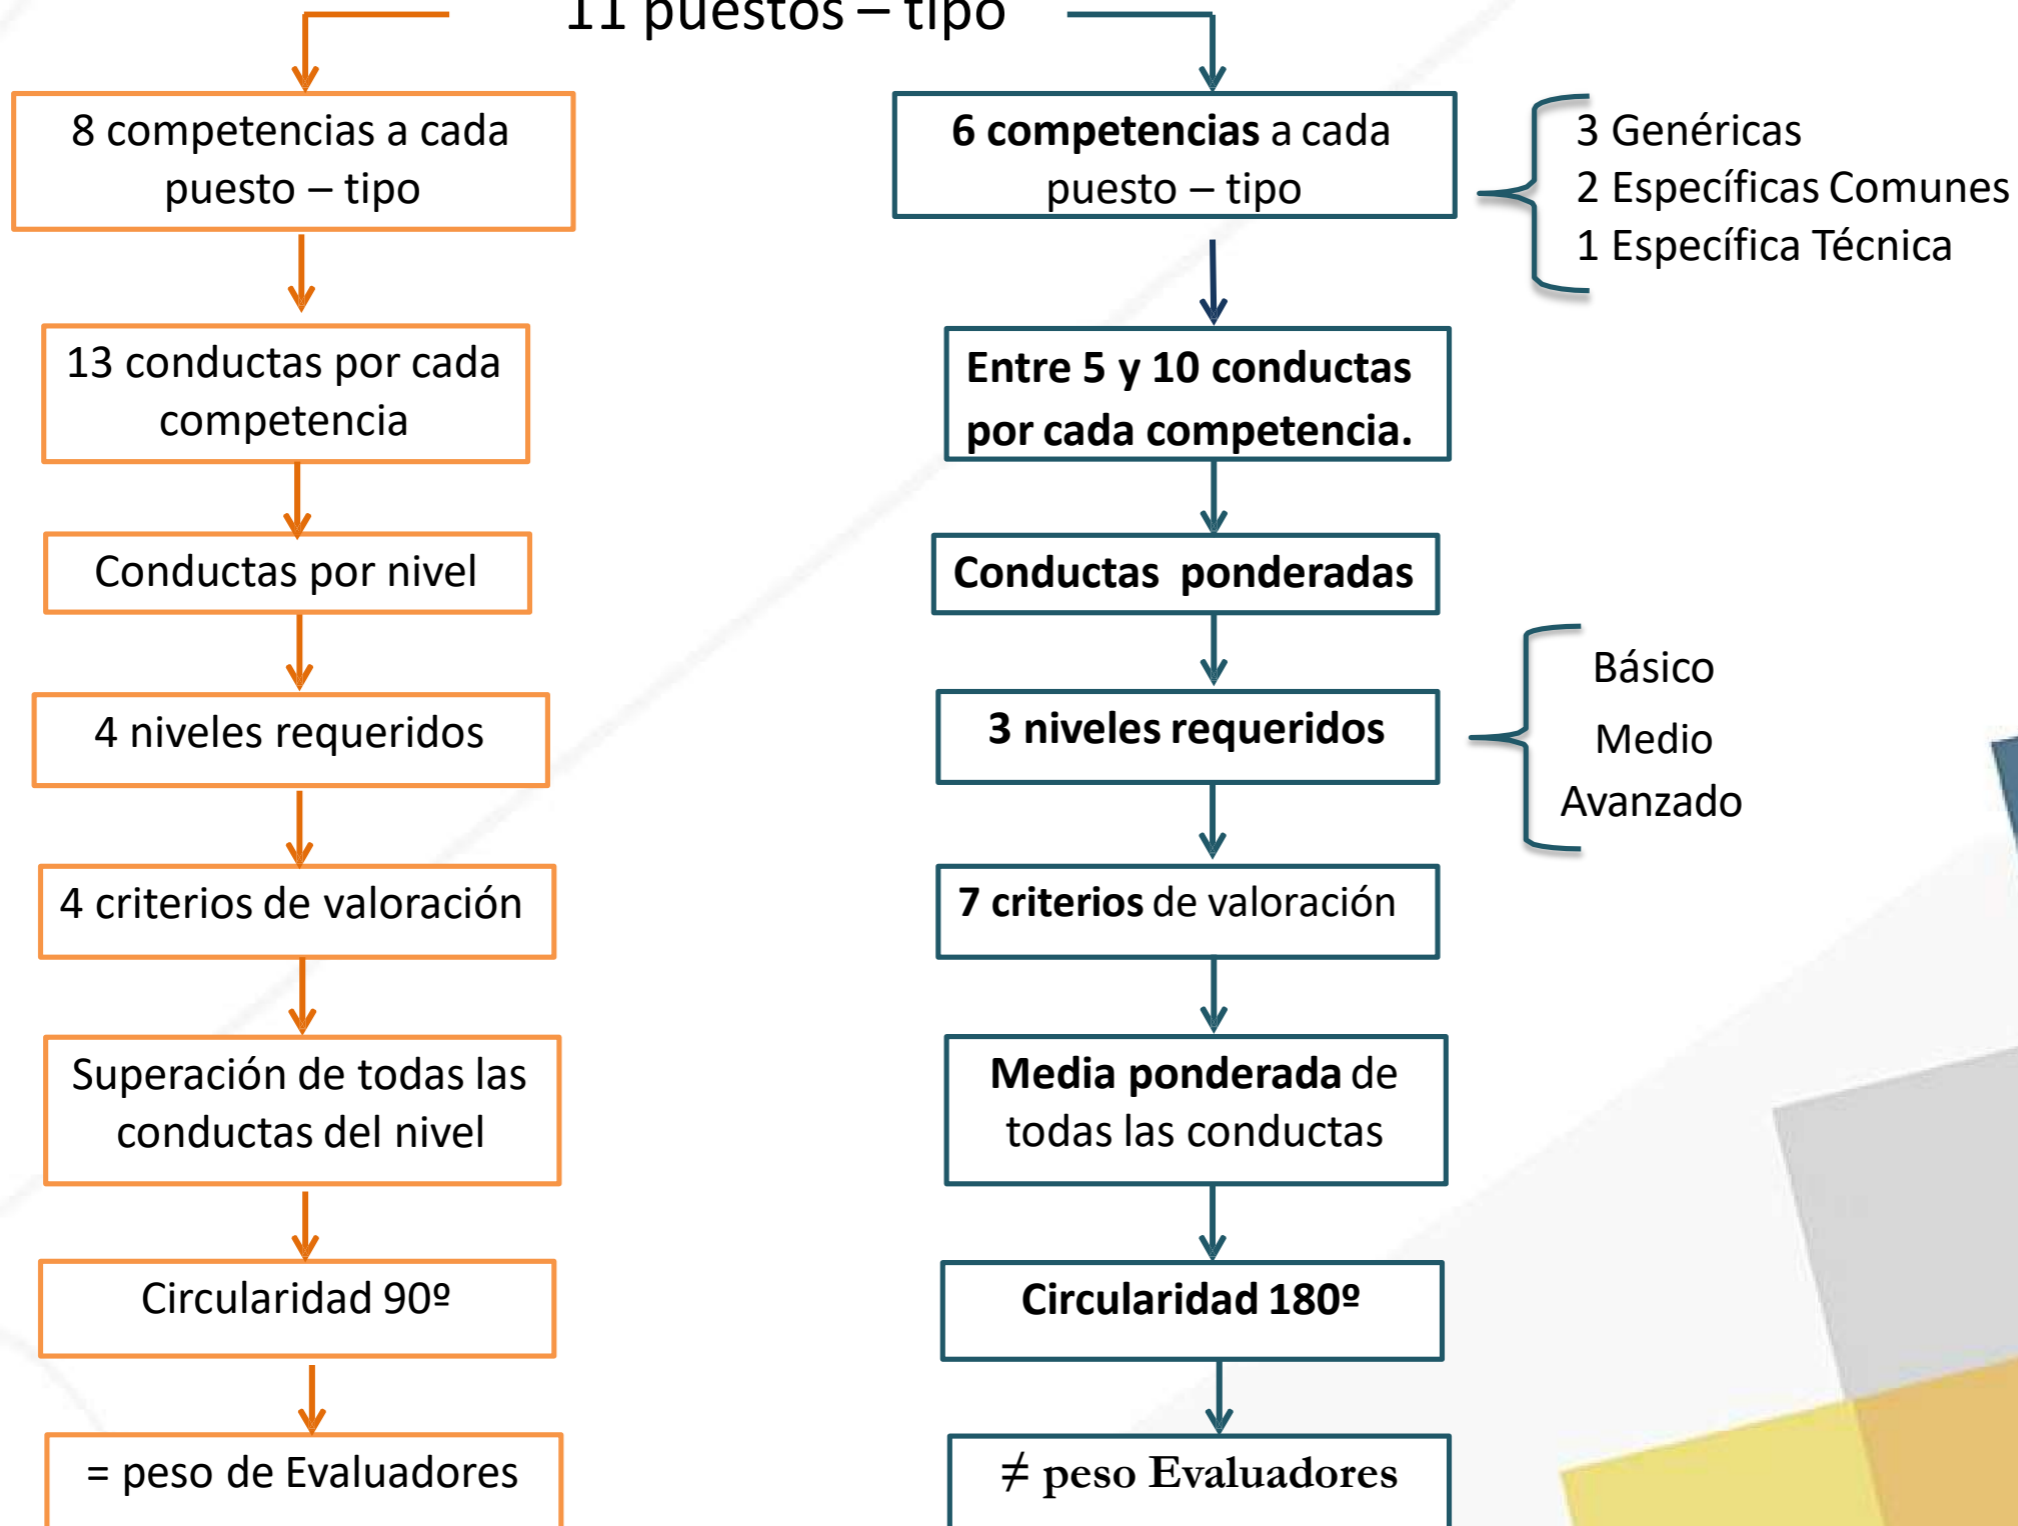 11 puestos – tipo
8 competencias a cada
puesto – tipo
13 conductas por cada
competencia
Conductas por nivel
4 niveles requeridos
4 criterios de valoración
Superación de todas las
conductas del nivel
Circularidad 90º
= peso de Evaluadores
6 competencias a cada
puesto – tipo
3 Genéricas
2 Específicas Comunes
1 Específica Técnica
Entre 5 y 10 conductas
por cada competencia.
Conductas ponderadas
3 niveles requeridos
Básico
Medio
Avanzado
7 criterios de valoración
Media ponderada de
todas las conductas
Circularidad 180º
≠ peso Evaluadores